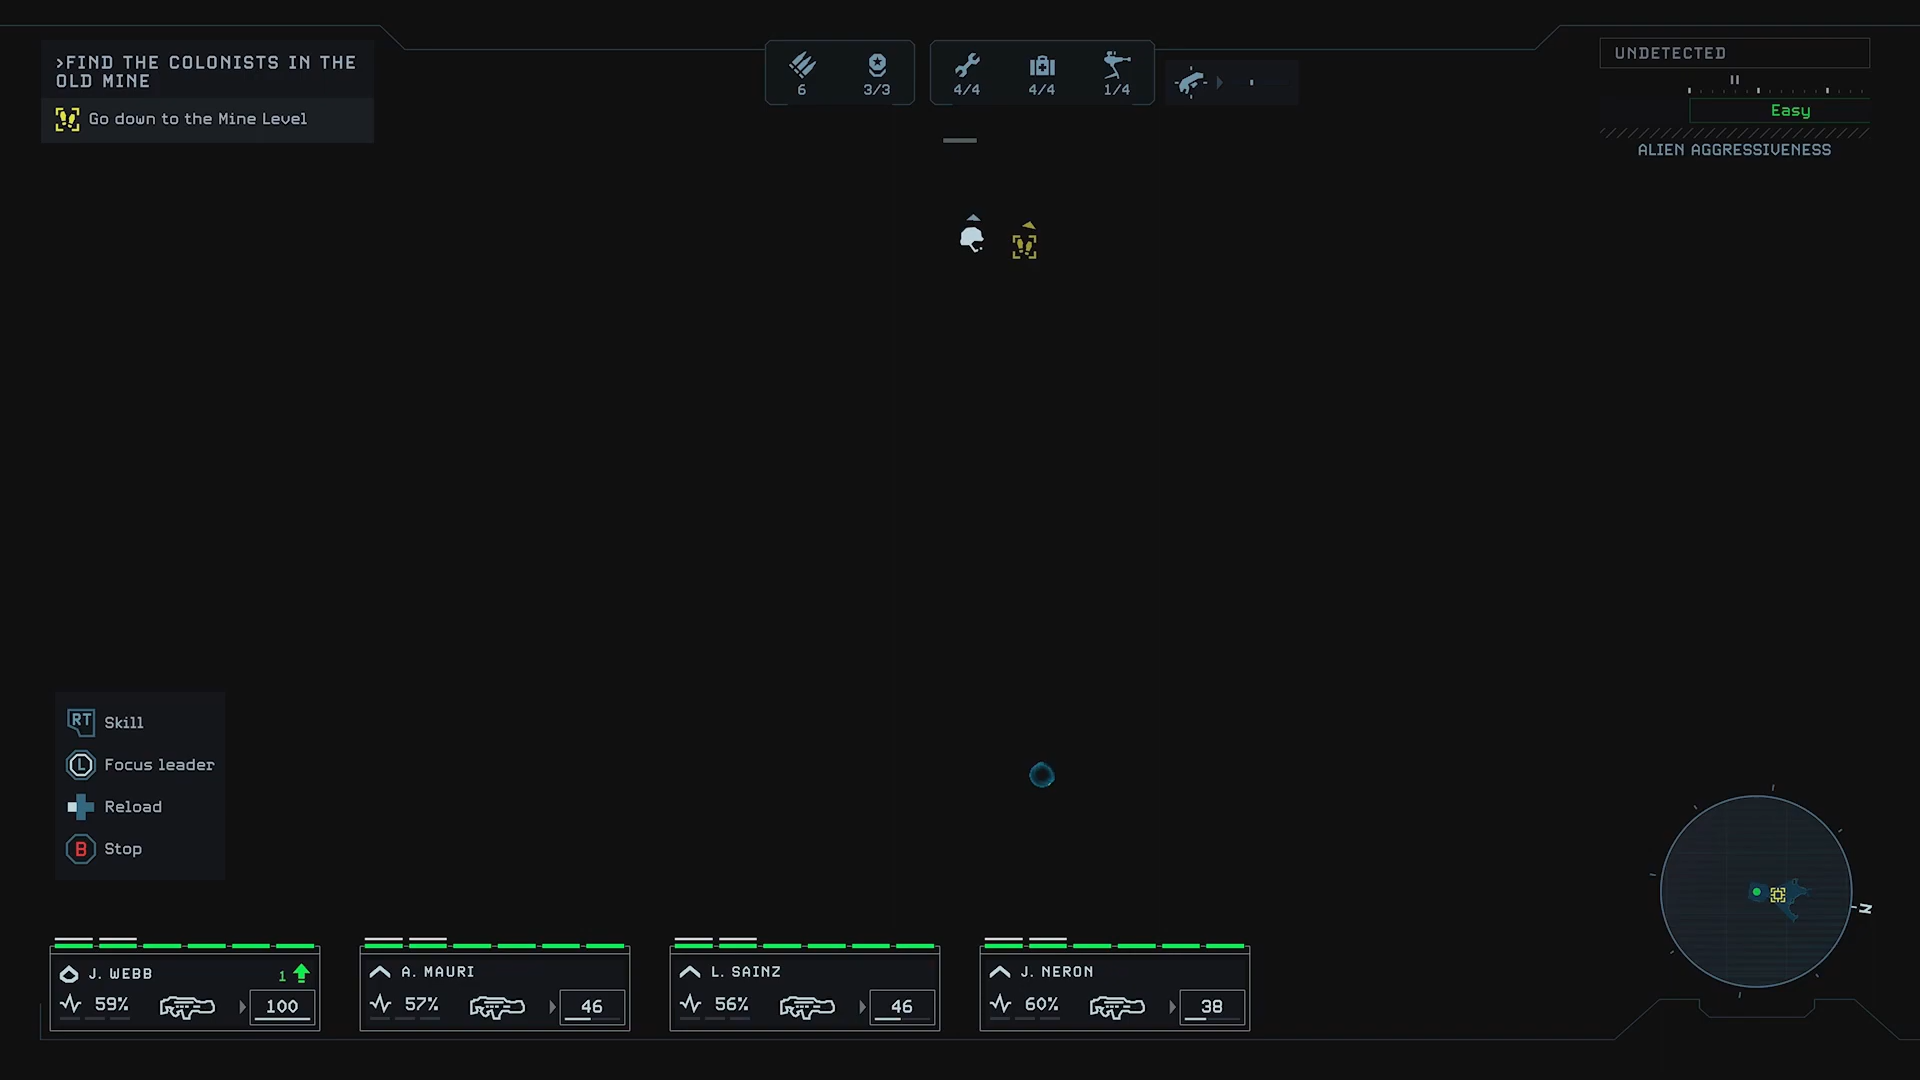 >FIND THE COLONISTS IN THE
OLD MINE
Go down to the Mine Level
6
3/3
4/4
4/4
1/4
UNDETECTED
Easy
ALIEN AGGRESSIVENESS
RT Skill
L Focus leader
Reload
B Stop
N
J. WEBB
1
59%
100
A. MAURI
57%
46
L. SAINZ
56%
46
J. NERON
60%
38